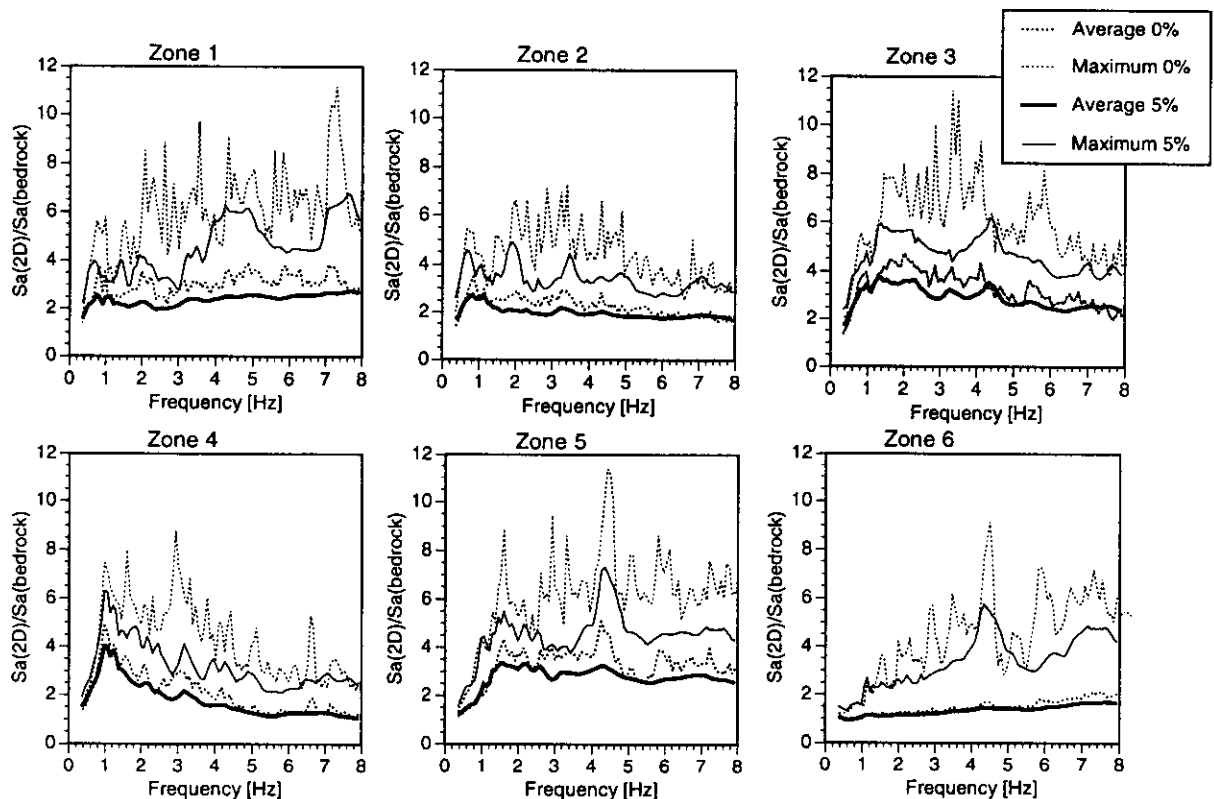 Average 0%
Maximum 0%
Average 5%
Maximum 5%
Zone 1
Sa(2D)/Sa(bedrock)
12
10
8
6
4
2
0
0 1 2 3 4 5 6 7 8
Frequency [Hz]
Zone 2
Sa(2D)/Sa(bedrock)
12
10
8
6
4
2
0
0 1 2 3 4 5 6 7 8
Frequency [Hz]
Zone 3
Sa(2D)/Sa(bedrock)
12
10
8
6
4
2
0
0 1 2 3 4 5 6 7 8
Frequency [Hz]
Zone 4
Sa(2D)/Sa(bedrock)
12
10
8
6
4
2
0
0 1 2 3 4 5 6 7 8
Frequency [Hz]
Zone 5
Sa(2D)/Sa(bedrock)
12
10
8
6
4
2
0
0 1 2 3 4 5 6 7 8
Frequency [Hz]
Zone 6
Sa(2D)/Sa(bedrock)
12
10
8
6
4
2
0
0 1 2 3 4 5 6 7 8
Frequency [Hz]